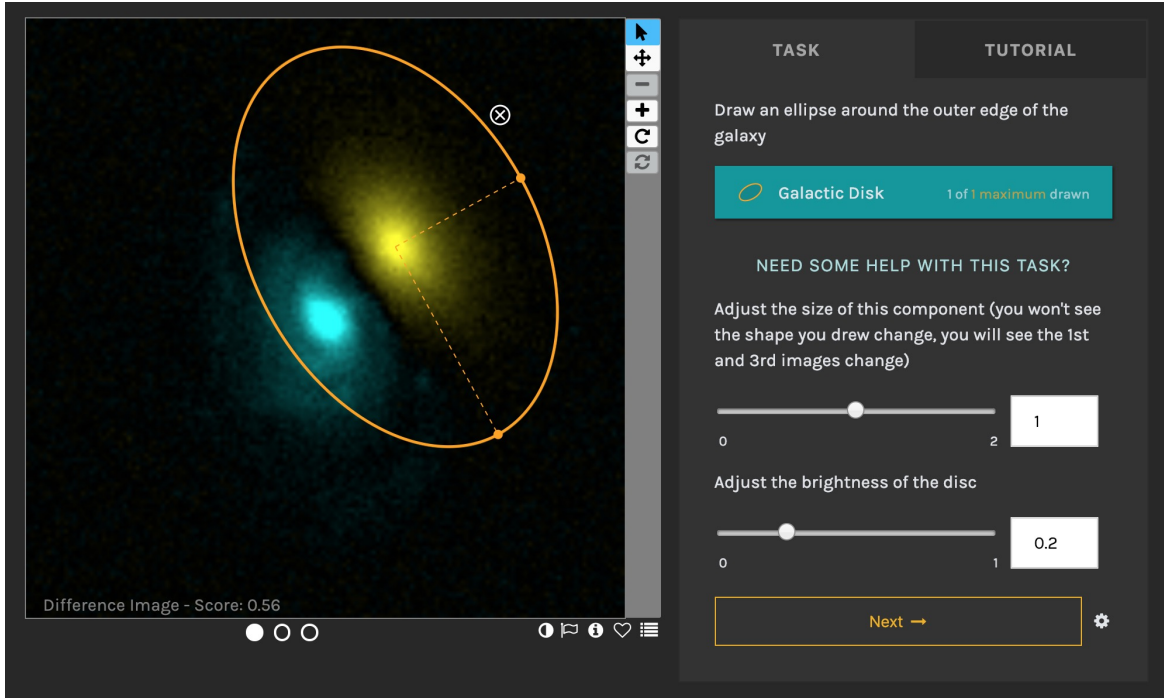 TASK
TUTORIAL
Draw an ellipse around the outer edge of the
galaxy
Galactic Disk 1 of 1 maximum drawn
NEED SOME HELP WITH THIS TASK?
Adjust the size of this component (you won't see
the shape you drew change, you will see the 1st
and 3rd images change)
1
0 2
Adjust the brightness of the disc
0.2
0 1
Difference Image - Score: 0.56
Next →